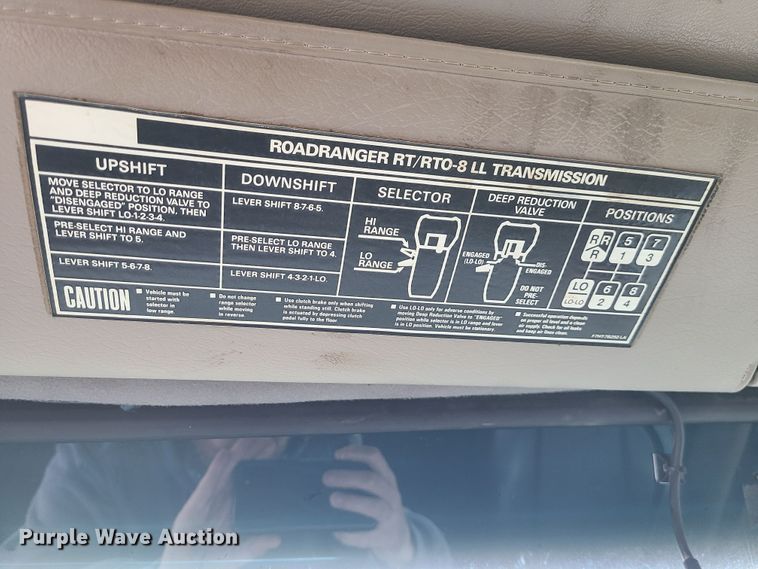 ROADRANGER RT/RTO-8 LL TRANSMISSION
UPSHIFT
MOVE SELECTOR TO LO RANGE
AND DEEP REDUCTION VALVE TO
"DISENGAGED" POSITION. THEN
LEVER SHIFT LO-1-2-3-4.
PRE-SELECT HI RANGE AND
LEVER SHIFT TO 5.
LEVER SHIFT 5-6-7-8.
DOWNSHIFT
LEVER SHIFT 8-7-6-5.
PRE-SELECT LO RANGE
THEN LEVER SHIFT TO 4.
LEVER SHIFT 4-3-2-1-LO.
SELECTOR
HI
RANGE
LO
RANGE
DEEP REDUCTION
VALVE
ENGAGED
(LO-LO)
DIS-
ENGAGED
DO NOT
PRE-
SELECT
POSITIONS
RR 5 7
R 1 3
LO 6 8
LO-LO 2 4
CAUTION
■ Vehicle must be
started with
selector in
low range.
■ Do not change
range selector
while moving
in reverse.
■ Use clutch brake only when shifting
while standing still. Clutch brake
is actuated by depressing clutch
pedal fully to the floor.
■ Use LO-LO only for adverse conditions by
moving Deep Reduction Valve to "ENGAGED"
position while selector is in LO range and lever
is in LO position. Vehicle must be stationary.
■ Successful operation depends
on proper oil level and a clean
air supply. Check for oil leaks
and keep air lines clean.
Purple Wave Auction